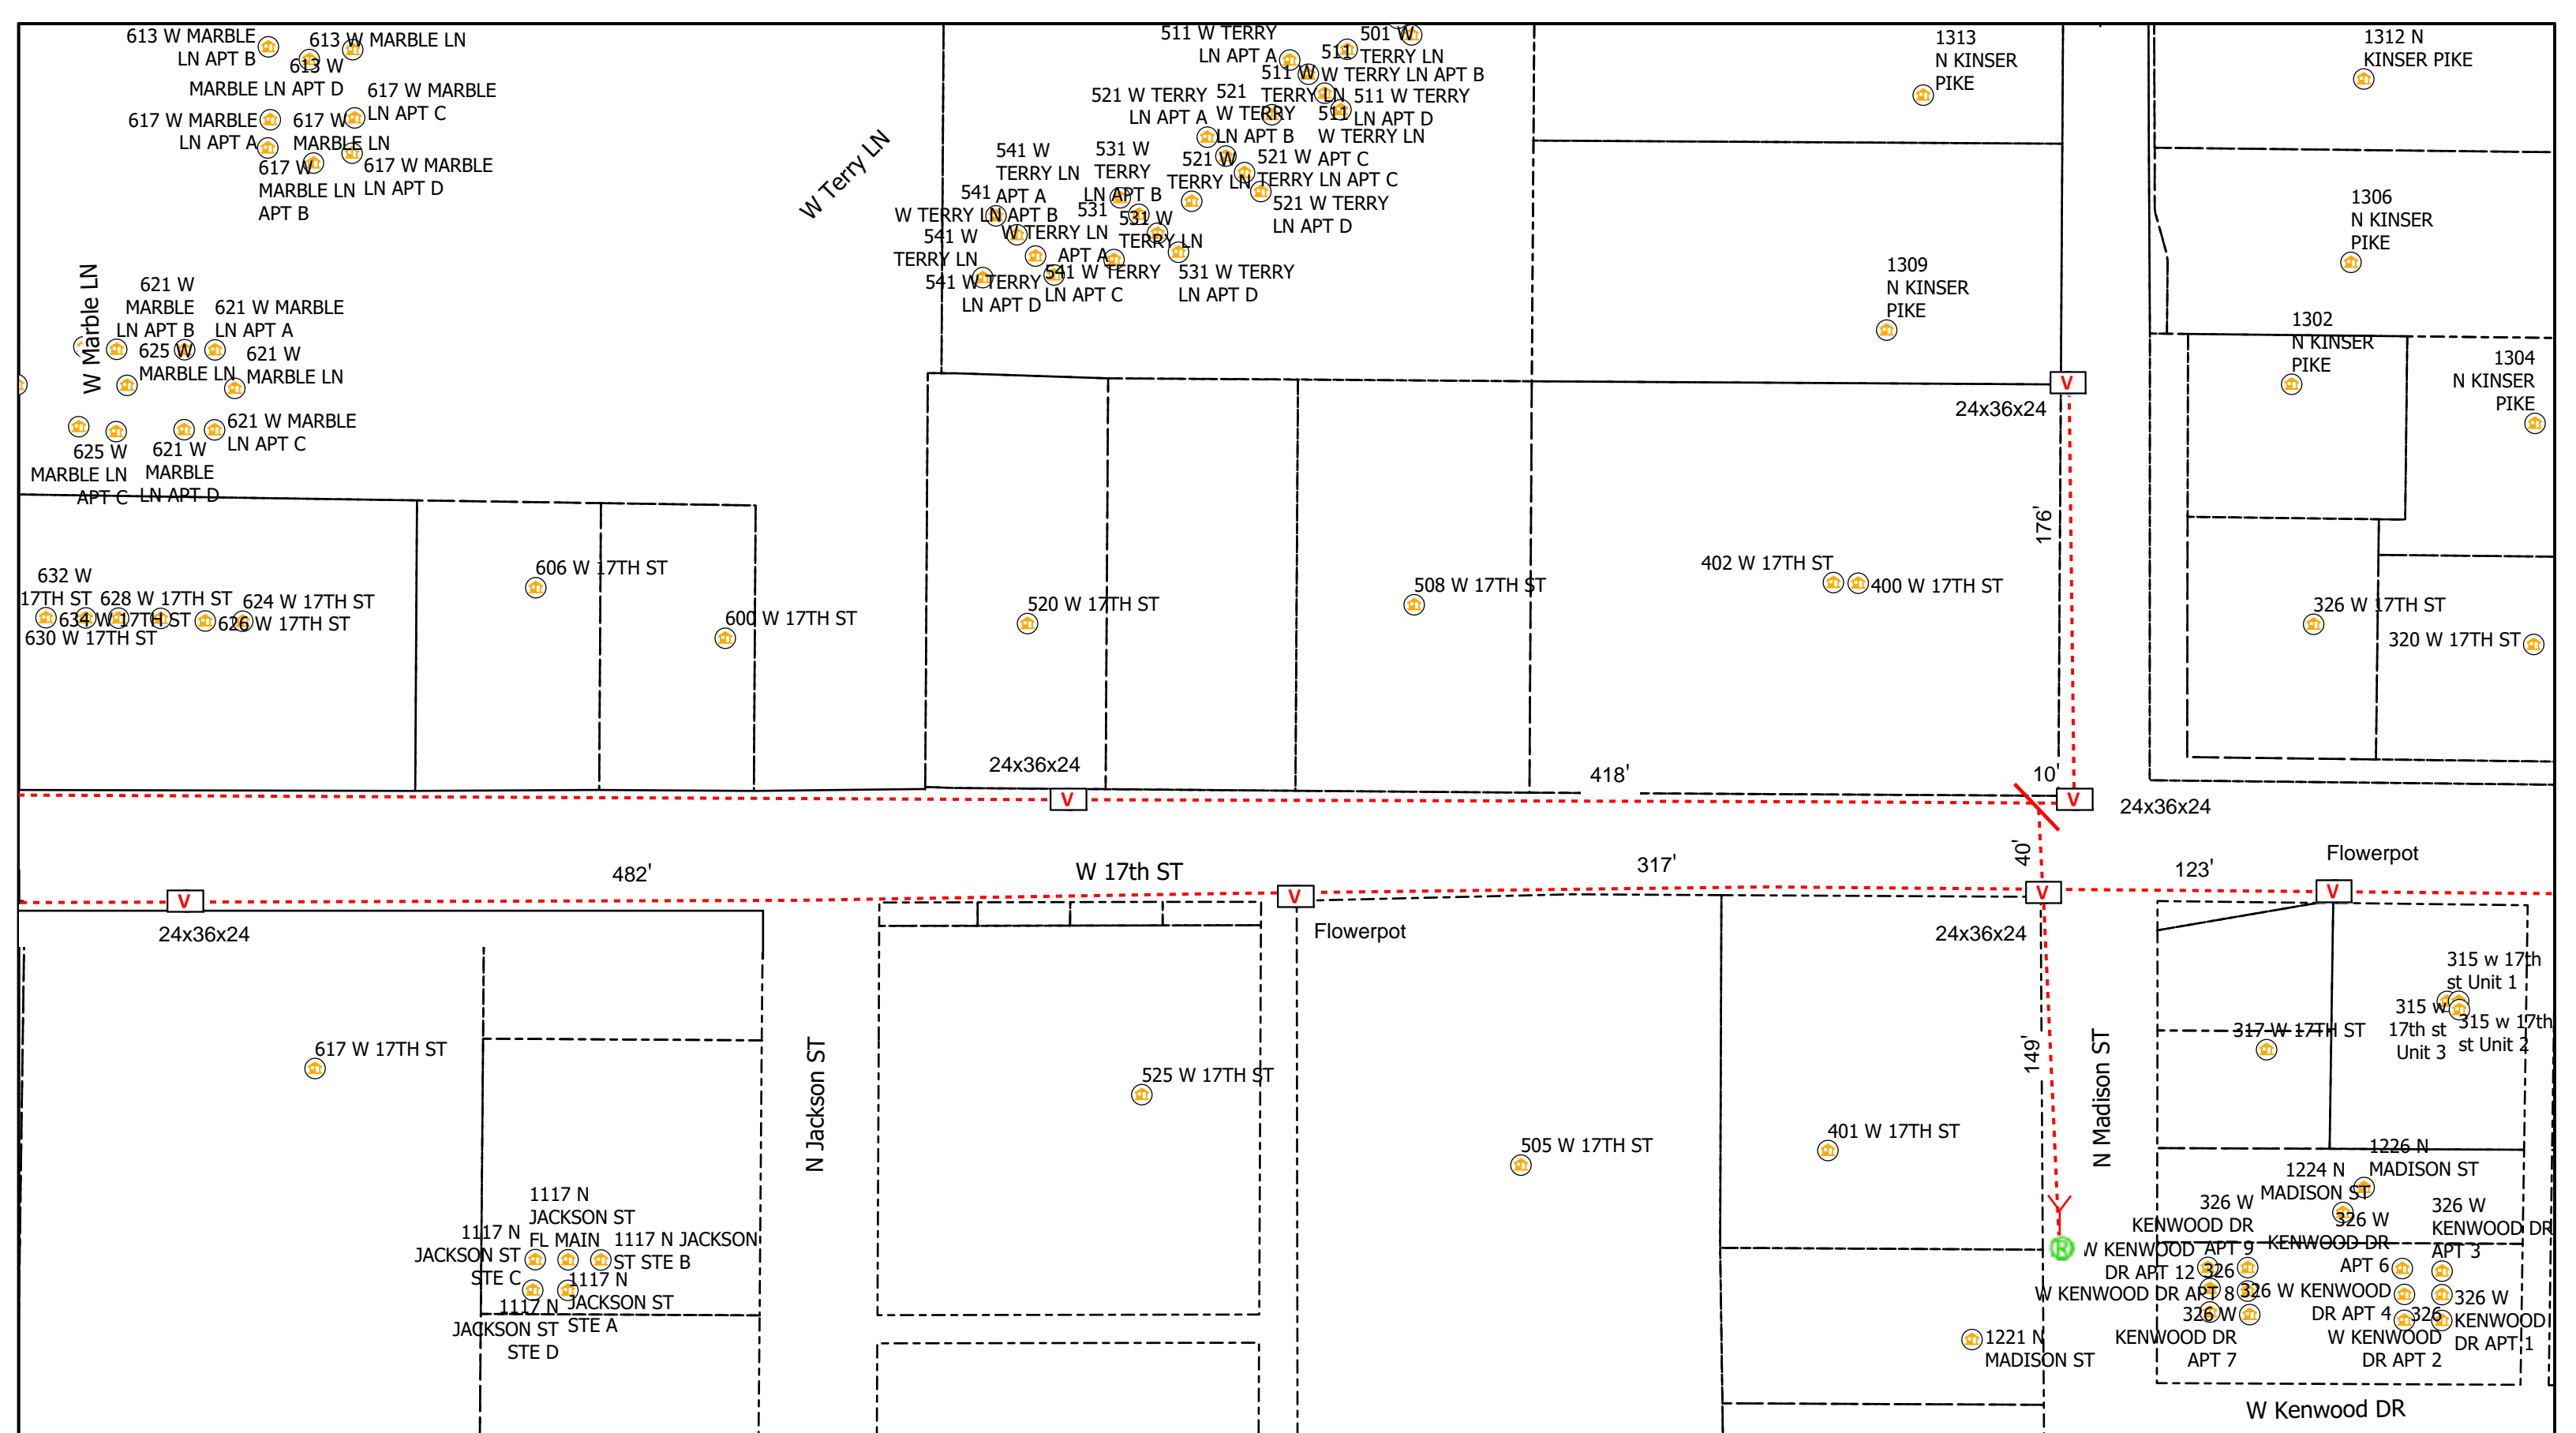 613 W MARBLE
LN APT B
613 W MARBLE LN
613 W
MARBLE LN APT D
617 W MARBLE
LN APT C
617 W MARBLE
LN APT A
617 W
MARBLE LN
617 W
MARBLE LN
APT B
617 W MARBLE
LN APT D
W Marble LN
621 W
MARBLE
LN APT B
621 W MARBLE
LN APT A
625 W
MARBLE LN
621 W
MARBLE LN
621 W MARBLE
LN APT C
625 W
MARBLE LN
APT C
621 W
MARBLE
LN APT D
W Terry LN
511 W TERRY
LN APT A
501 W
TERRY LN
511
W TERRY LN APT B
511 W
TERRY LN
511 W TERRY
LN APT D
511
W TERRY LN
APT C
521 W TERRY
LN APT A
521
W TERRY
LN APT B
521 W
TERRY LN
521 W
TERRY LN APT C
521 W TERRY
LN APT D
541 W
TERRY LN
APT A
531 W
TERRY
LN APT B
541
W TERRY LN APT B
531
W TERRY LN
APT A
531 W
TERRY LN
541 W
TERRY LN
541 W TERRY
LN APT D
541 W TERRY
LN APT C
531 W TERRY
LN APT D
1313
N KINSER
PIKE
1312 N
KINSER PIKE
1306
N KINSER
PIKE
1309
N KINSER
PIKE
1302
N KINSER
PIKE
1304
N KINSER
PIKE
V
24x36x24
176'
632 W
17TH ST
628 W 17TH ST
624 W 17TH ST
634 W 17TH ST
626 W 17TH ST
630 W 17TH ST
606 W 17TH ST
600 W 17TH ST
520 W 17TH ST
508 W 17TH ST
402 W 17TH ST
400 W 17TH ST
326 W 17TH ST
320 W 17TH ST
24x36x24
V
418'
10'
V
24x36x24
40'
482'
W 17th ST
317'
123'
Flowerpot
V
24x36x24
V
Flowerpot
V
24x36x24
V
149'
617 W 17TH ST
N Jackson ST
525 W 17TH ST
505 W 17TH ST
401 W 17TH ST
N Madison ST
315 w 17th
st Unit 1
315 w
17th st
Unit 3
315 w 17th
st Unit 2
317 W 17TH ST
1226 N
MADISON ST
1224 N
MADISON ST
1117 N
JACKSON ST
FL MAIN
1117 N
JACKSON ST
STE C
1117 N JACKSON
ST STE B
1117 N
JACKSON ST
STE A
1117 N
JACKSON ST
STE D
R
326 W
KENWOOD DR
APT 9
W KENWOOD
DR APT 12
326
W KENWOOD DR APT 8
326 W
KENWOOD DR
APT 7
326 W
KENWOOD DR
APT 6
326 W
KENWOOD DR
APT 3
326 W KENWOOD
DR APT 4
326
W KENWOOD
DR APT 2
326 W
KENWOOD
DR APT 1
1221 N
MADISON ST
W Kenwood DR